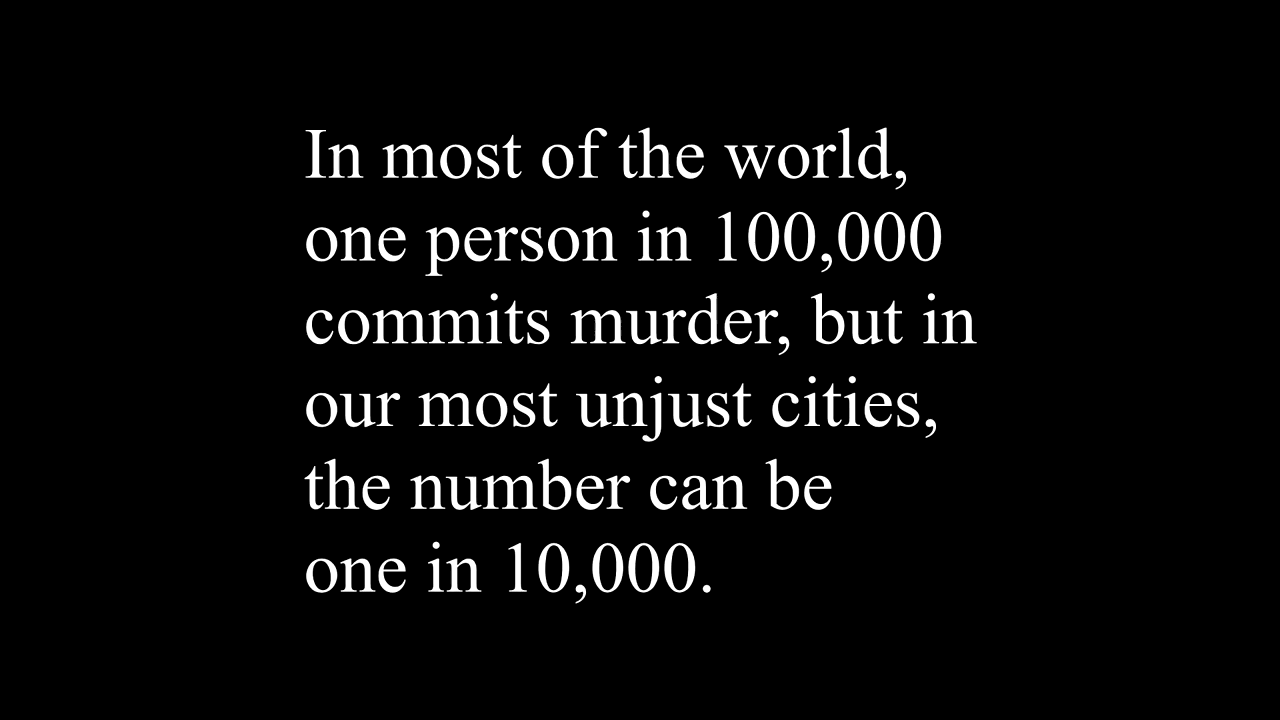 In most of the world,
one person in 100,000
commits murder, but in
our most unjust cities,
the number can be
one in 10,000.